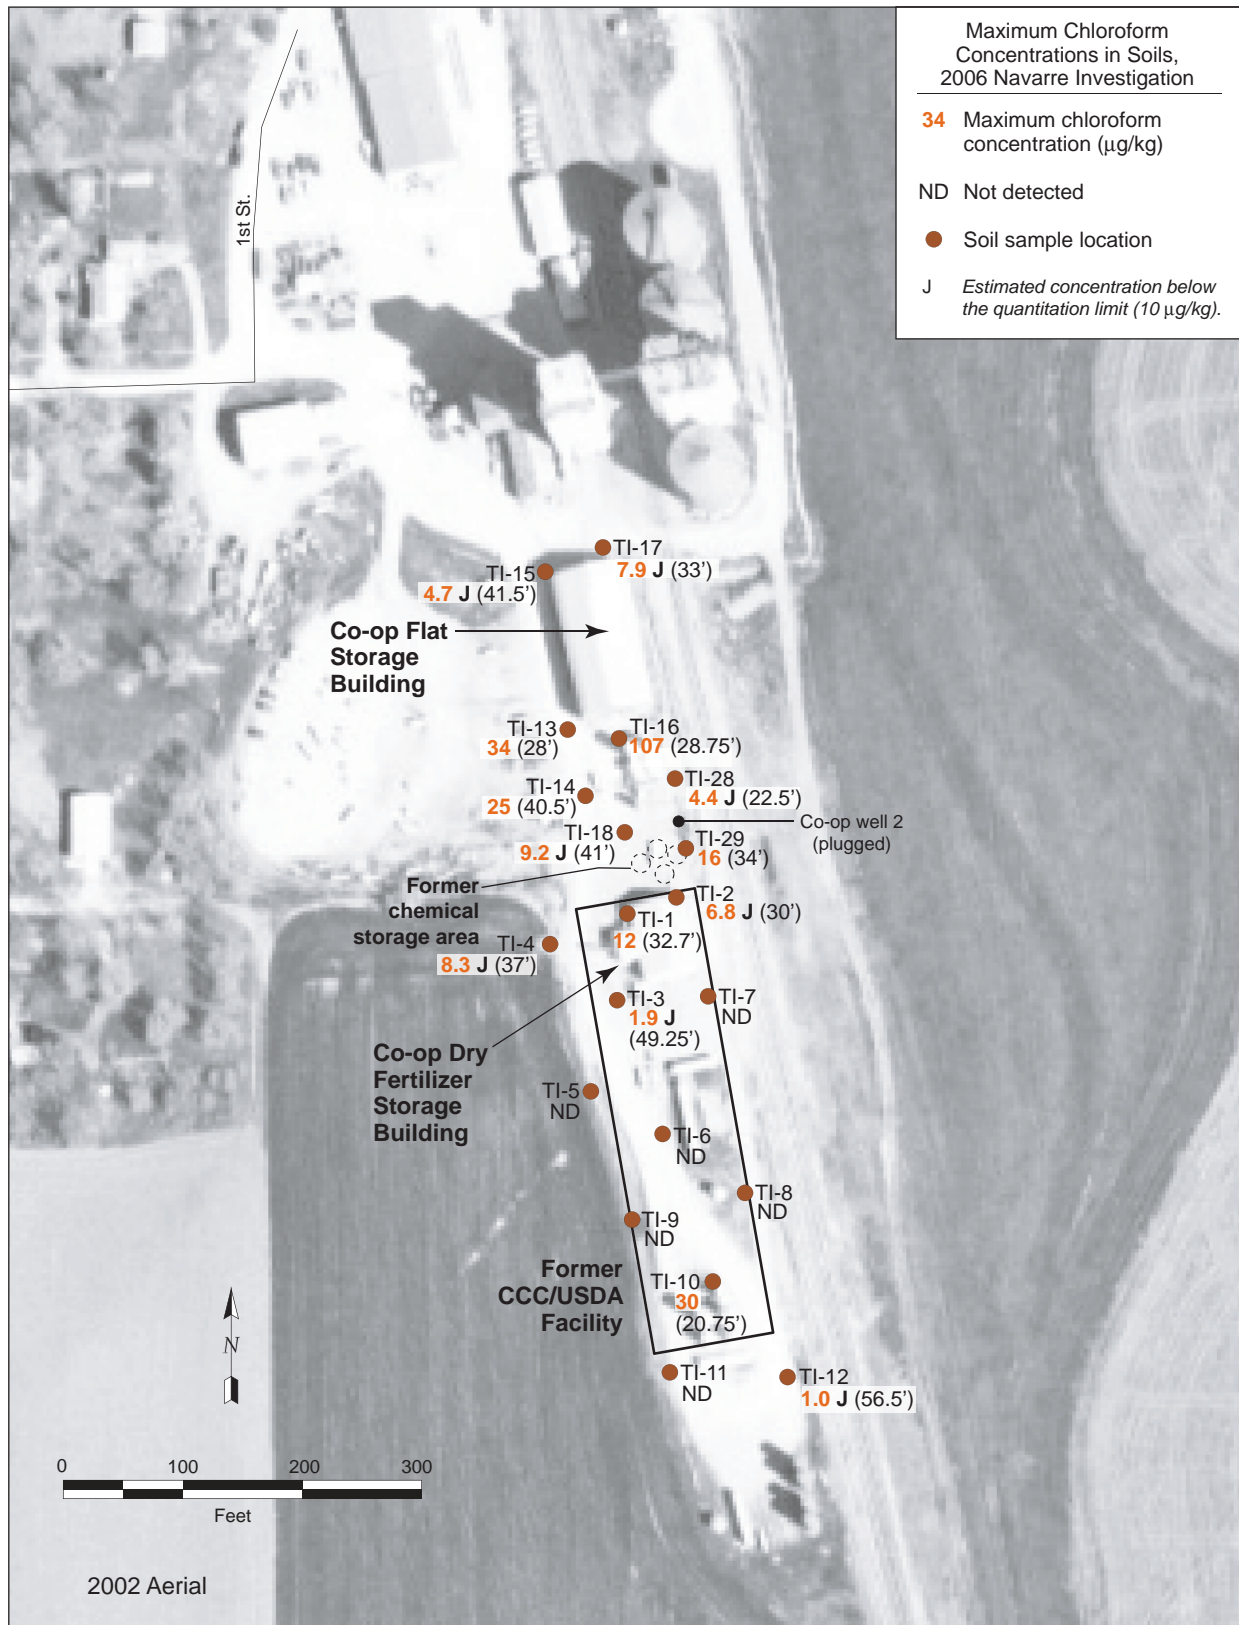 Maximum Chloroform
Concentrations in Soils,
2006 Navarre Investigation
34 Maximum chloroform
concentration (μg/kg)
ND Not detected
Soil sample location
J Estimated concentration below
the quantitation limit (10 μg/kg).
1st St.
TI-17
7.9 J (33’)
TI-15
4.7 J (41.5’)
Co-op Flat
Storage
Building
TI-13
34 (28’)
TI-16
107 (28.75’)
TI-28
4.4 J (22.5’)
TI-14
25 (40.5’)
Co-op well 2
(plugged)
TI-18
9.2 J (41’)
TI-29
16 (34’)
Former
chemical
storage area
TI-2
6.8 J (30’)
TI-1
12 (32.7’)
TI-4
8.3 J (37’)
TI-3
1.9 J
(49.25’)
TI-7
ND
Co-op Dry
Fertilizer
Storage
Building
TI-5
ND
TI-6
ND
TI-8
ND
TI-9
ND
Former
CCC/USDA
Facility
TI-10
30
(20.75’)
TI-11
ND
TI-12
1.0 J (56.5’)
N
0 100 200 300
Feet
2002 Aerial